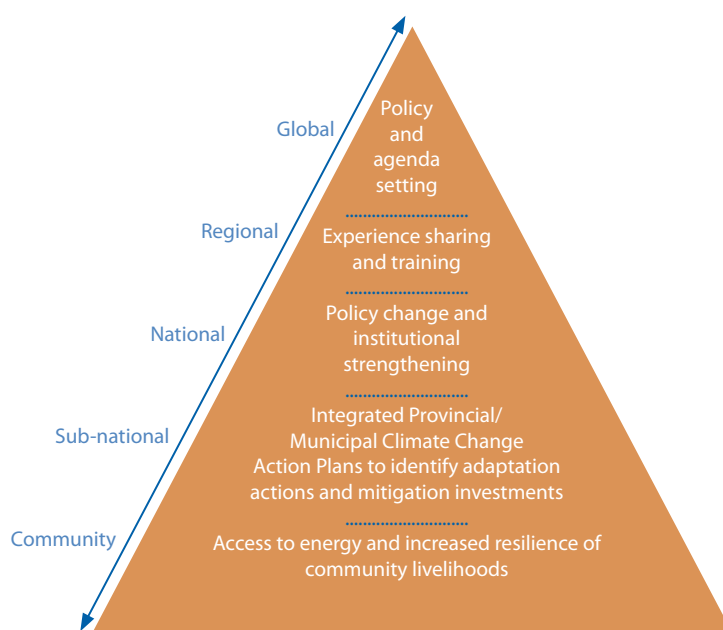 Global
Policy
and
agenda
setting
Regional
Experience sharing
and training
National
Policy change and
institutional
strengthening
Sub-national
Integrated Provincial/
Municipal Climate Change
Action Plans to identify adaptation
actions and mitigation investments
Community
Access to energy and increased resilience of
community livelihoods